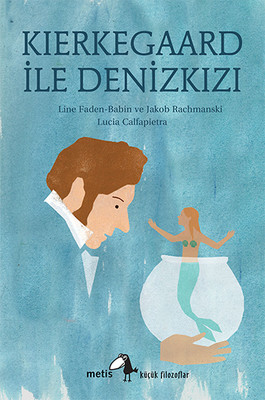 KIERKEGAARD
İLE DENİZKIZI
Line Faden-Babin ve Jakob Rachmanski
Lucia Calfapietra
metis küçük filozoflar